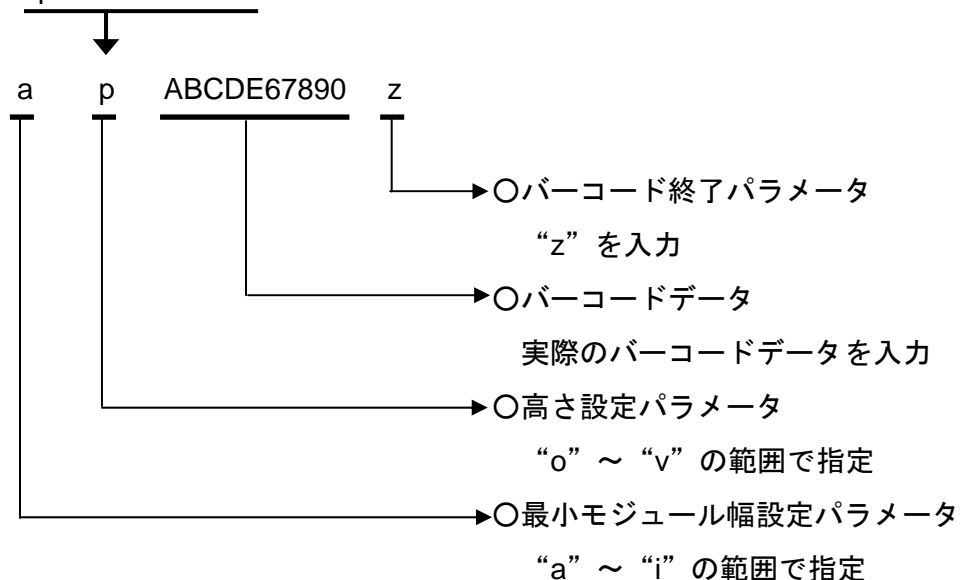 a p ABCDE67890 z
○バーコード終了パラメータ
“z” を入力
○バーコードデータ
実際のバーコードデータを入力
○高さ設定パラメータ
“o” ～ “v” の範囲で指定
○最小モジュール幅設定パラメータ
“a” ～ “i” の範囲で指定